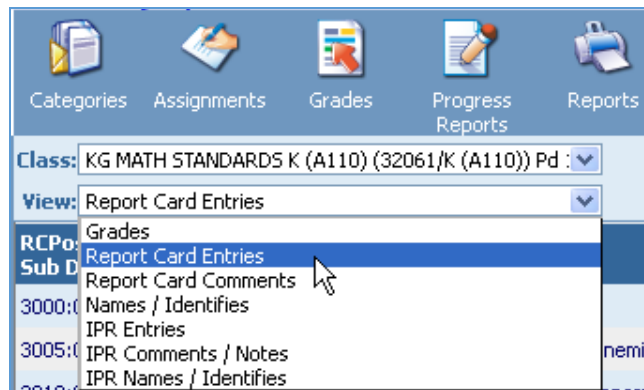 Categories Assignments Grades Progress Reports Reports
Class: KG MATH STANDARDS K (A110) (32061/K (A110)) Pd
View: Report Card Entries
Grades
Report Card Entries
Report Card Comments
Names / Identifies
IPR Entries
IPR Comments / Notes
IPR Names / Identifies
RCPo
Sub D
3000:
3005: